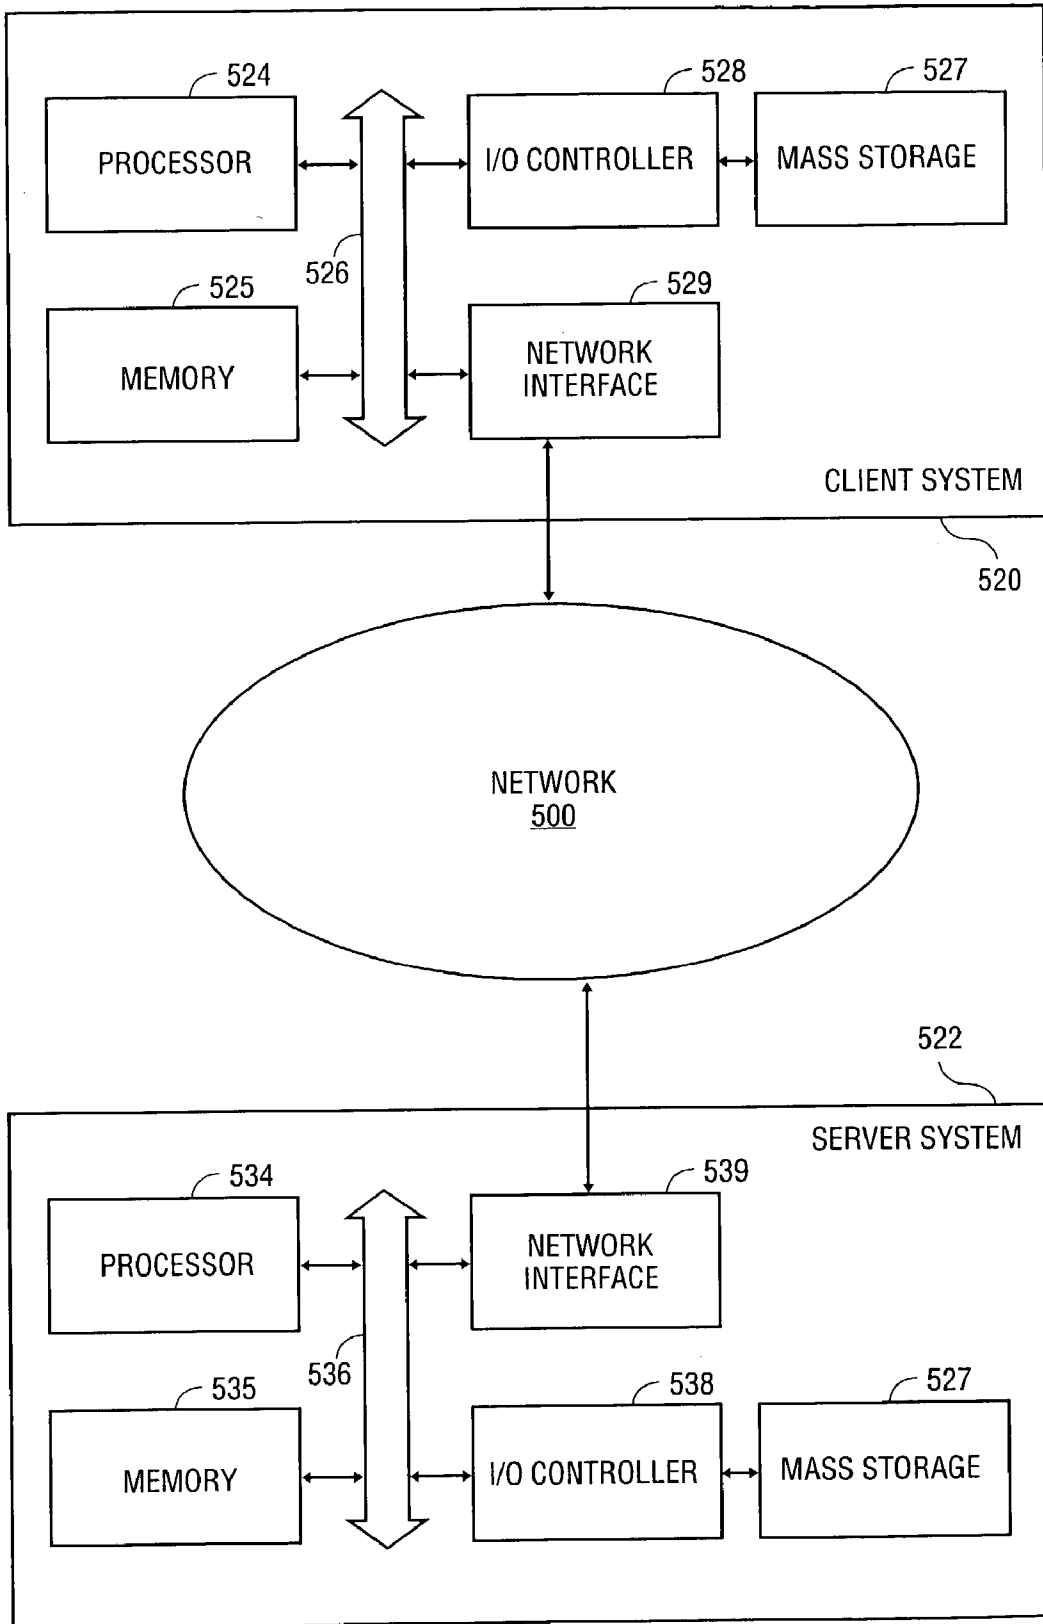 524
528
527
PROCESSOR
I/O CONTROLLER
MASS STORAGE
526
525
529
MEMORY
NETWORK
INTERFACE
CLIENT SYSTEM
520
NETWORK
500
522
SERVER SYSTEM
534
539
PROCESSOR
NETWORK
INTERFACE
536
535
538
527
MEMORY
I/O CONTROLLER
MASS STORAGE